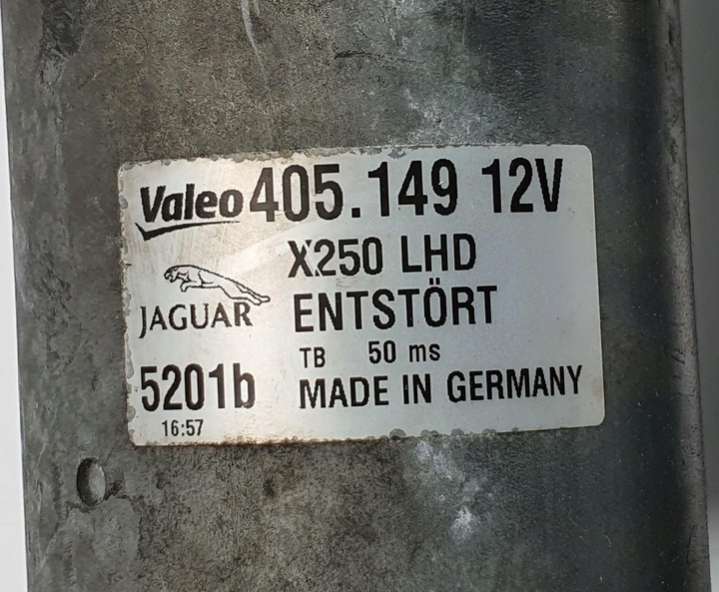 Valeo 405.149 12V
X250 LHD
JAGUAR ENTSTÖRT
TB 50 ms
5201b MADE IN GERMANY
16:57